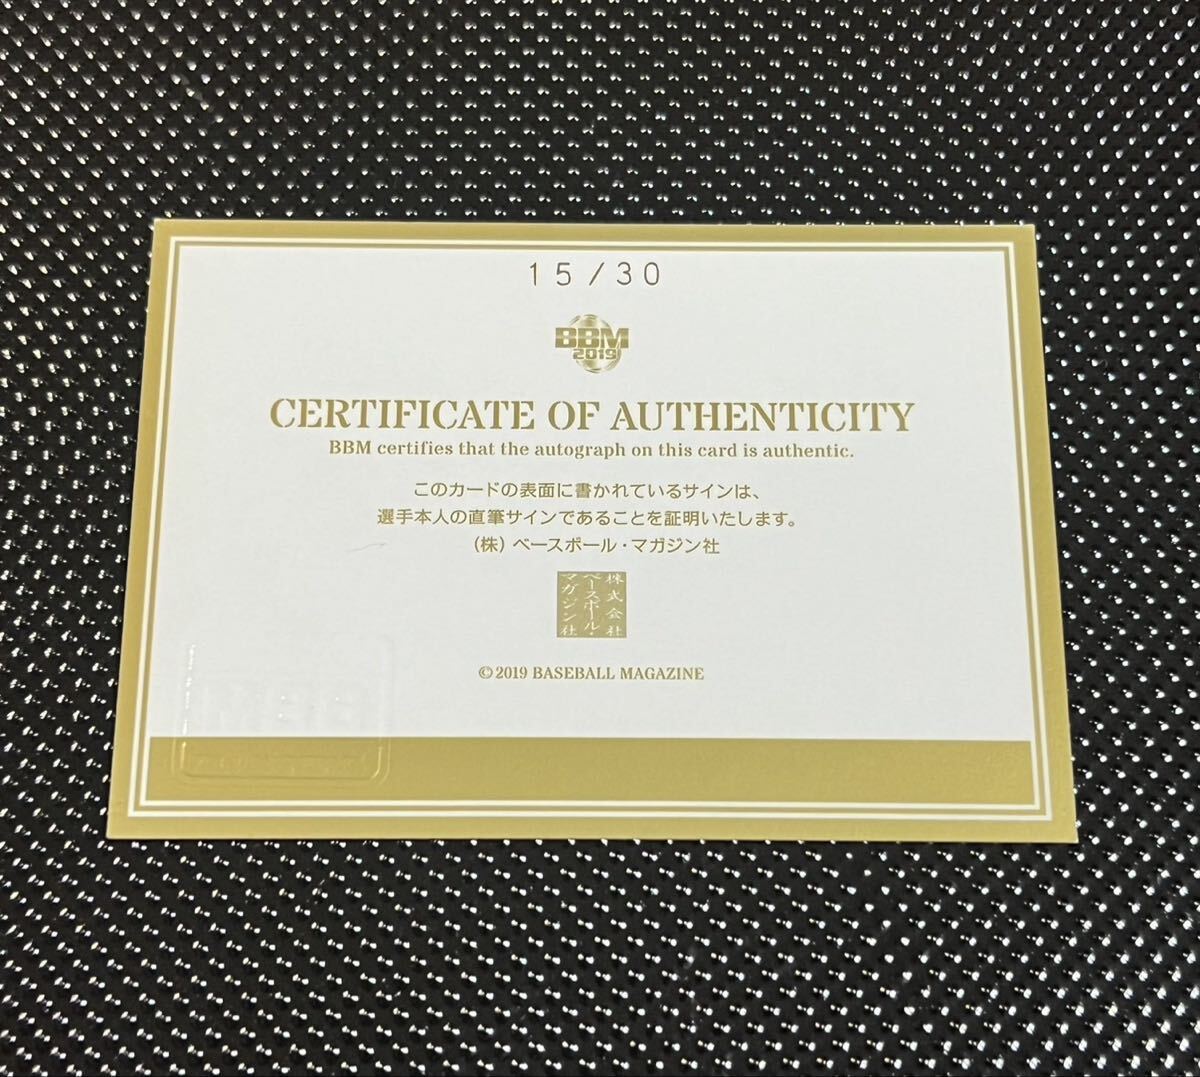 15/30
BBM
2019
CERTIFICATE OF AUTHENTICITY
BBM certifies that the autograph on this card is authentic.
このカードの表面に書かれているサインは、
選手本人の直筆サインであることを証明いたします。
(株) ベースボール・マガジン社
株式会社
ベースボール・
マガジン社
©2019 BASEBALL MAGAZINE